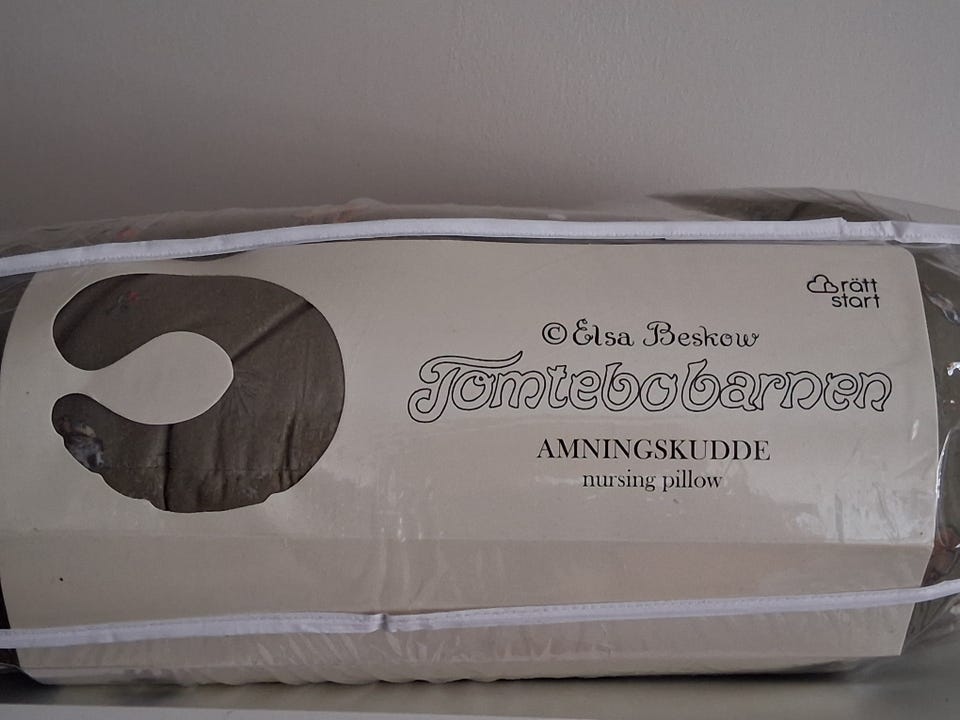 rätt
start
© Elsa Beskow
Tomtebobarnen
AMNINGSKUDDE
nursing pillow